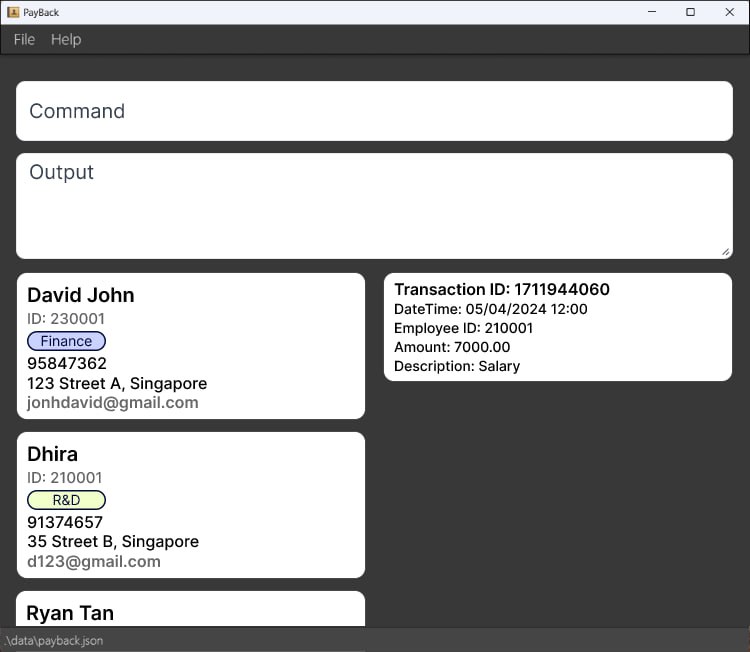 PayBack
File Help
Command
Output
David John
ID: 230001
Finance
95847362
123 Street A, Singapore
jonhdavid@gmail.com
Dhira
ID: 210001
R&D
91374657
35 Street B, Singapore
d123@gmail.com
Ryan Tan
Transaction ID: 1711944060
DateTime: 05/04/2024 12:00
Employee ID: 210001
Amount: 7000.00
Description: Salary
.\data\payback.json